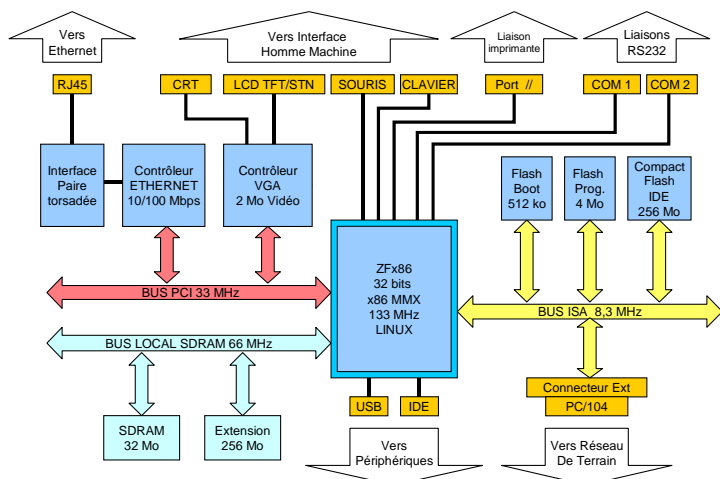 Vers
Ethernet
Vers Interface
Homme Machine
Liaison
imprimante
Liaisons
RS232
RJ45
CRT
LCD TFT/STN
SOURIS
CLAVIER
Port //
COM 1
COM 2
Interface
Paire
torsadée
Contrôleur
ETHERNET
10/100 Mbps
Contrôleur
VGA
2 Mo Vidéo
Flash
Boot
512 ko
Flash
Prog.
4 Mo
Compact
Flash
IDE
256 Mo
ZFx86
32 bits
x86 MMX
133 MHz
LINUX
BUS PCI 33 MHz
BUS ISA 8,3 MHz
BUS LOCAL SDRAM 66 MHz
SDRAM
32 Mo
Extension
256 Mo
USB
IDE
Connecteur Ext
PC/104
Vers
Périphériques
Vers Réseau
De Terrain